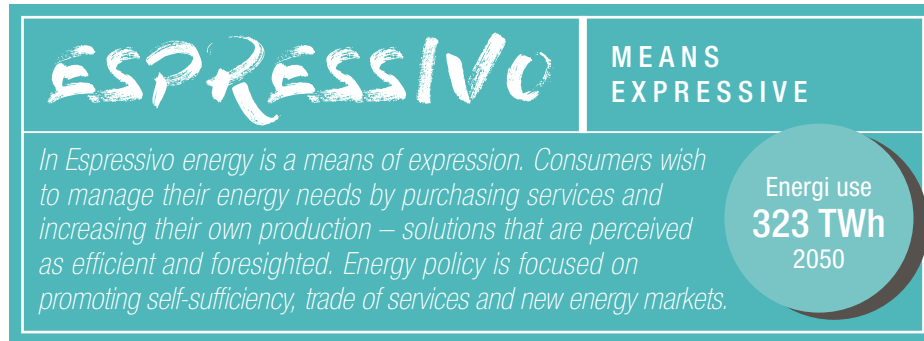 ESPRESSIVO
MEANS
EXPRESSIVE
In Espressivo energy is a means of expression. Consumers wish
to manage their energy needs by purchasing services and
increasing their own production – solutions that are perceived
as efficient and foresighted. Energy policy is focused on
promoting self-sufficiency, trade of services and new energy markets.
Energi use
323 TWh
2050